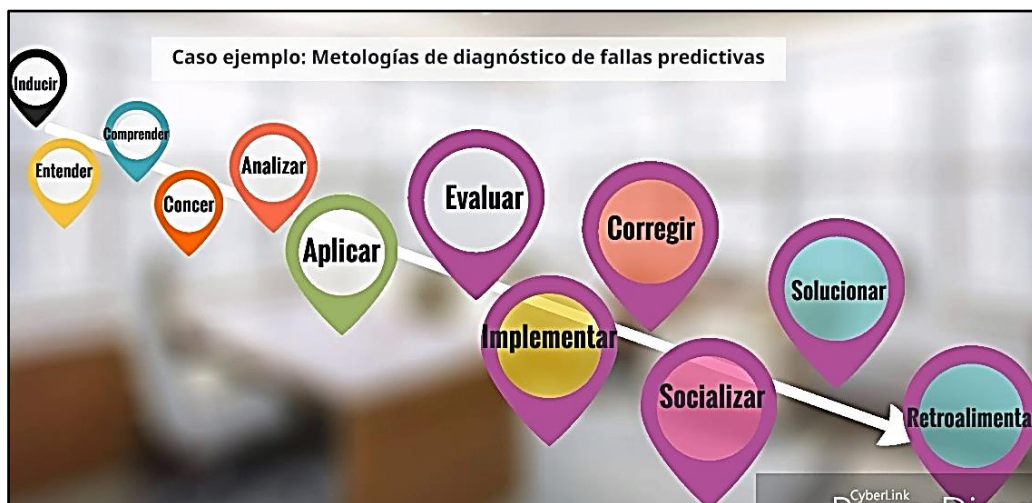 Caso ejemplo: Metologías de diagnóstico de fallas predictivas
Inducir
Entender
Comprender
Concer
Analizar
Aplicar
Evaluar
Implementar
Corregir
Socializar
Solucionar
Retroalimenta
CyberLink